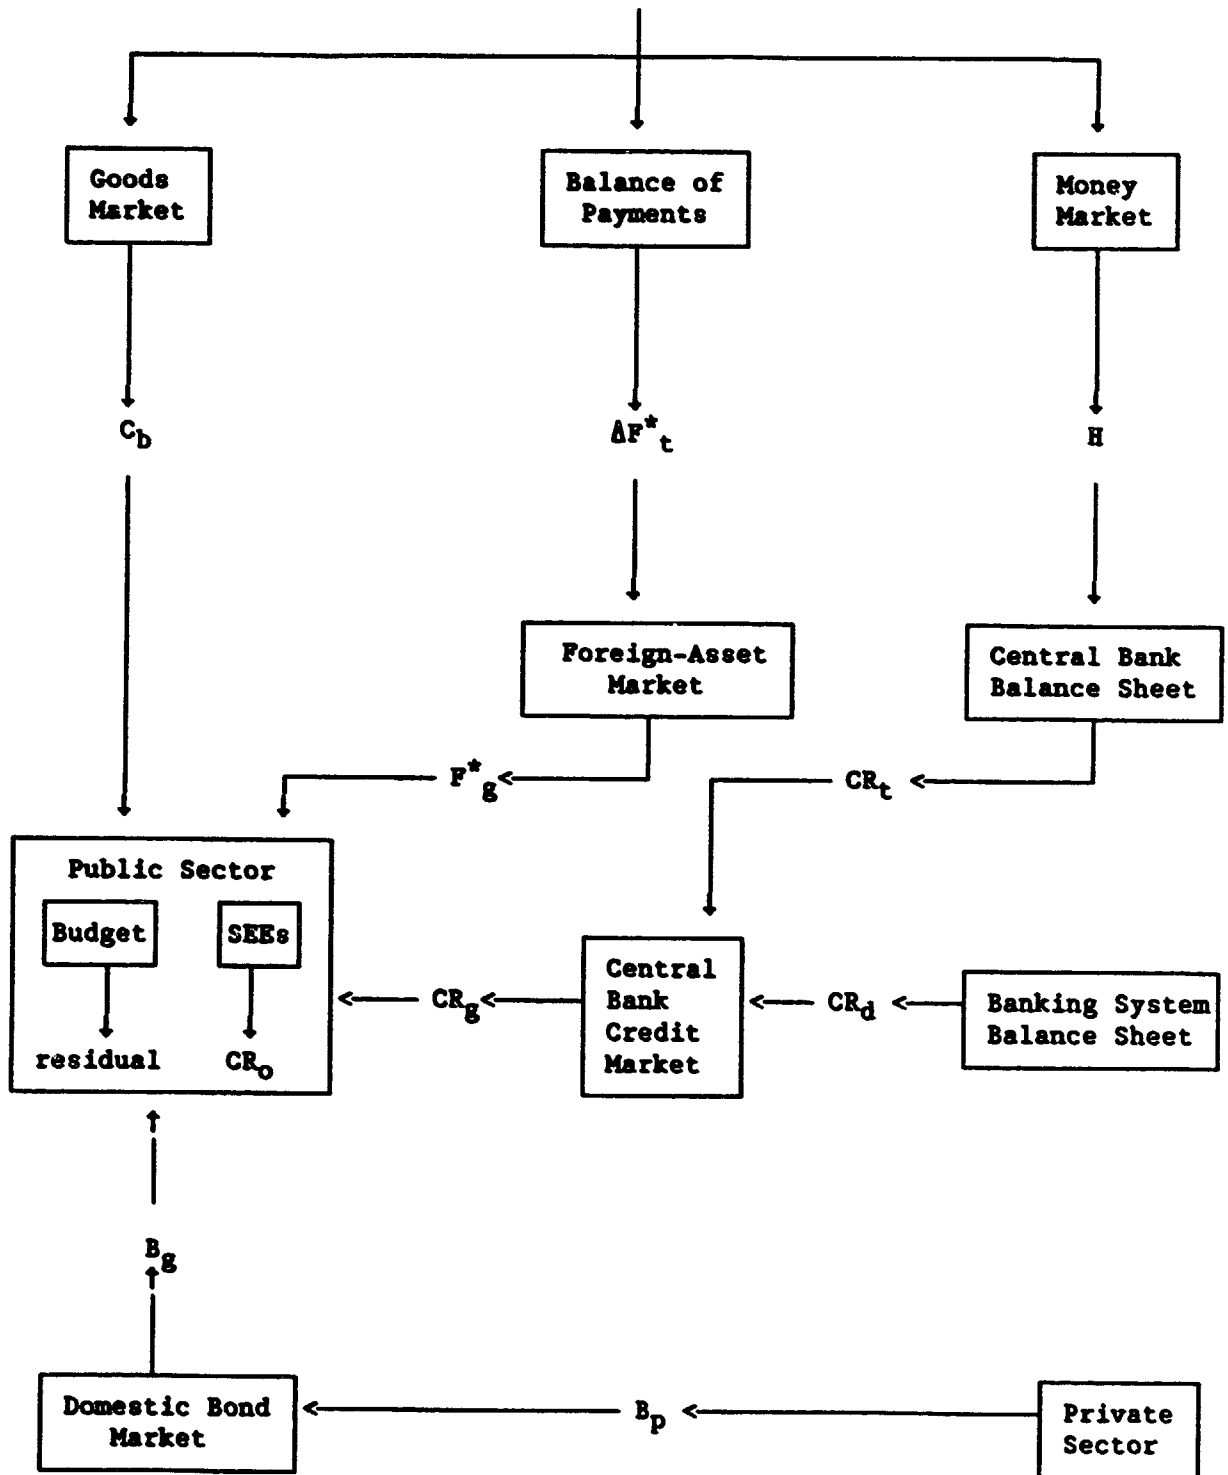 Goods
Market
Balance of
Payments
Money
Market
C_b
ΔF*_t
H
Foreign-Asset
Market
Central Bank
Balance Sheet
F*_g
CR_t
Public Sector
Budget
SEEs
residual
CR_o
CR_g
Central
Bank
Credit
Market
CR_d
Banking System
Balance Sheet
B_g
Domestic Bond
Market
B_p
Private
Sector